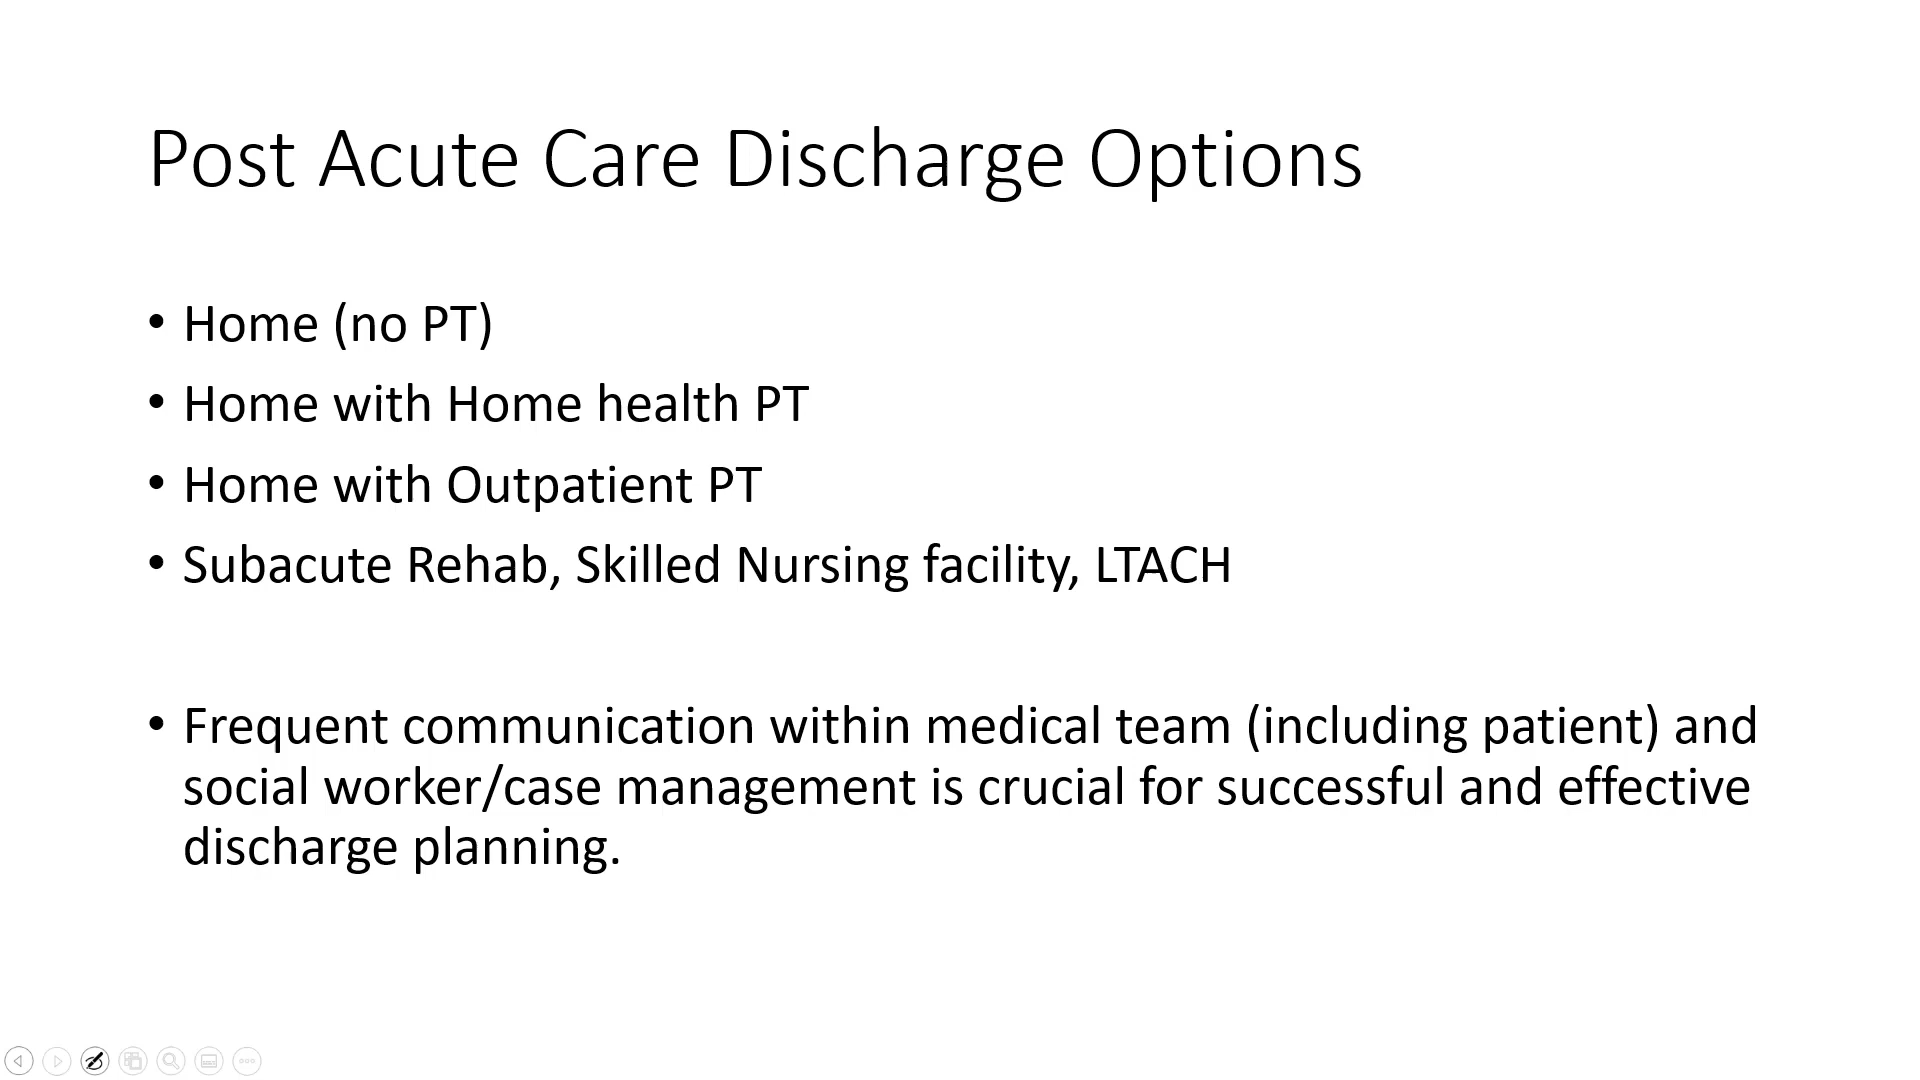 Post Acute Care Discharge Options
• Home (no PT)
• Home with Home health PT
• Home with Outpatient PT
• Subacute Rehab, Skilled Nursing facility, LTACH
• Frequent communication within medical team (including patient) and
social worker/case management is crucial for successful and effective
discharge planning.